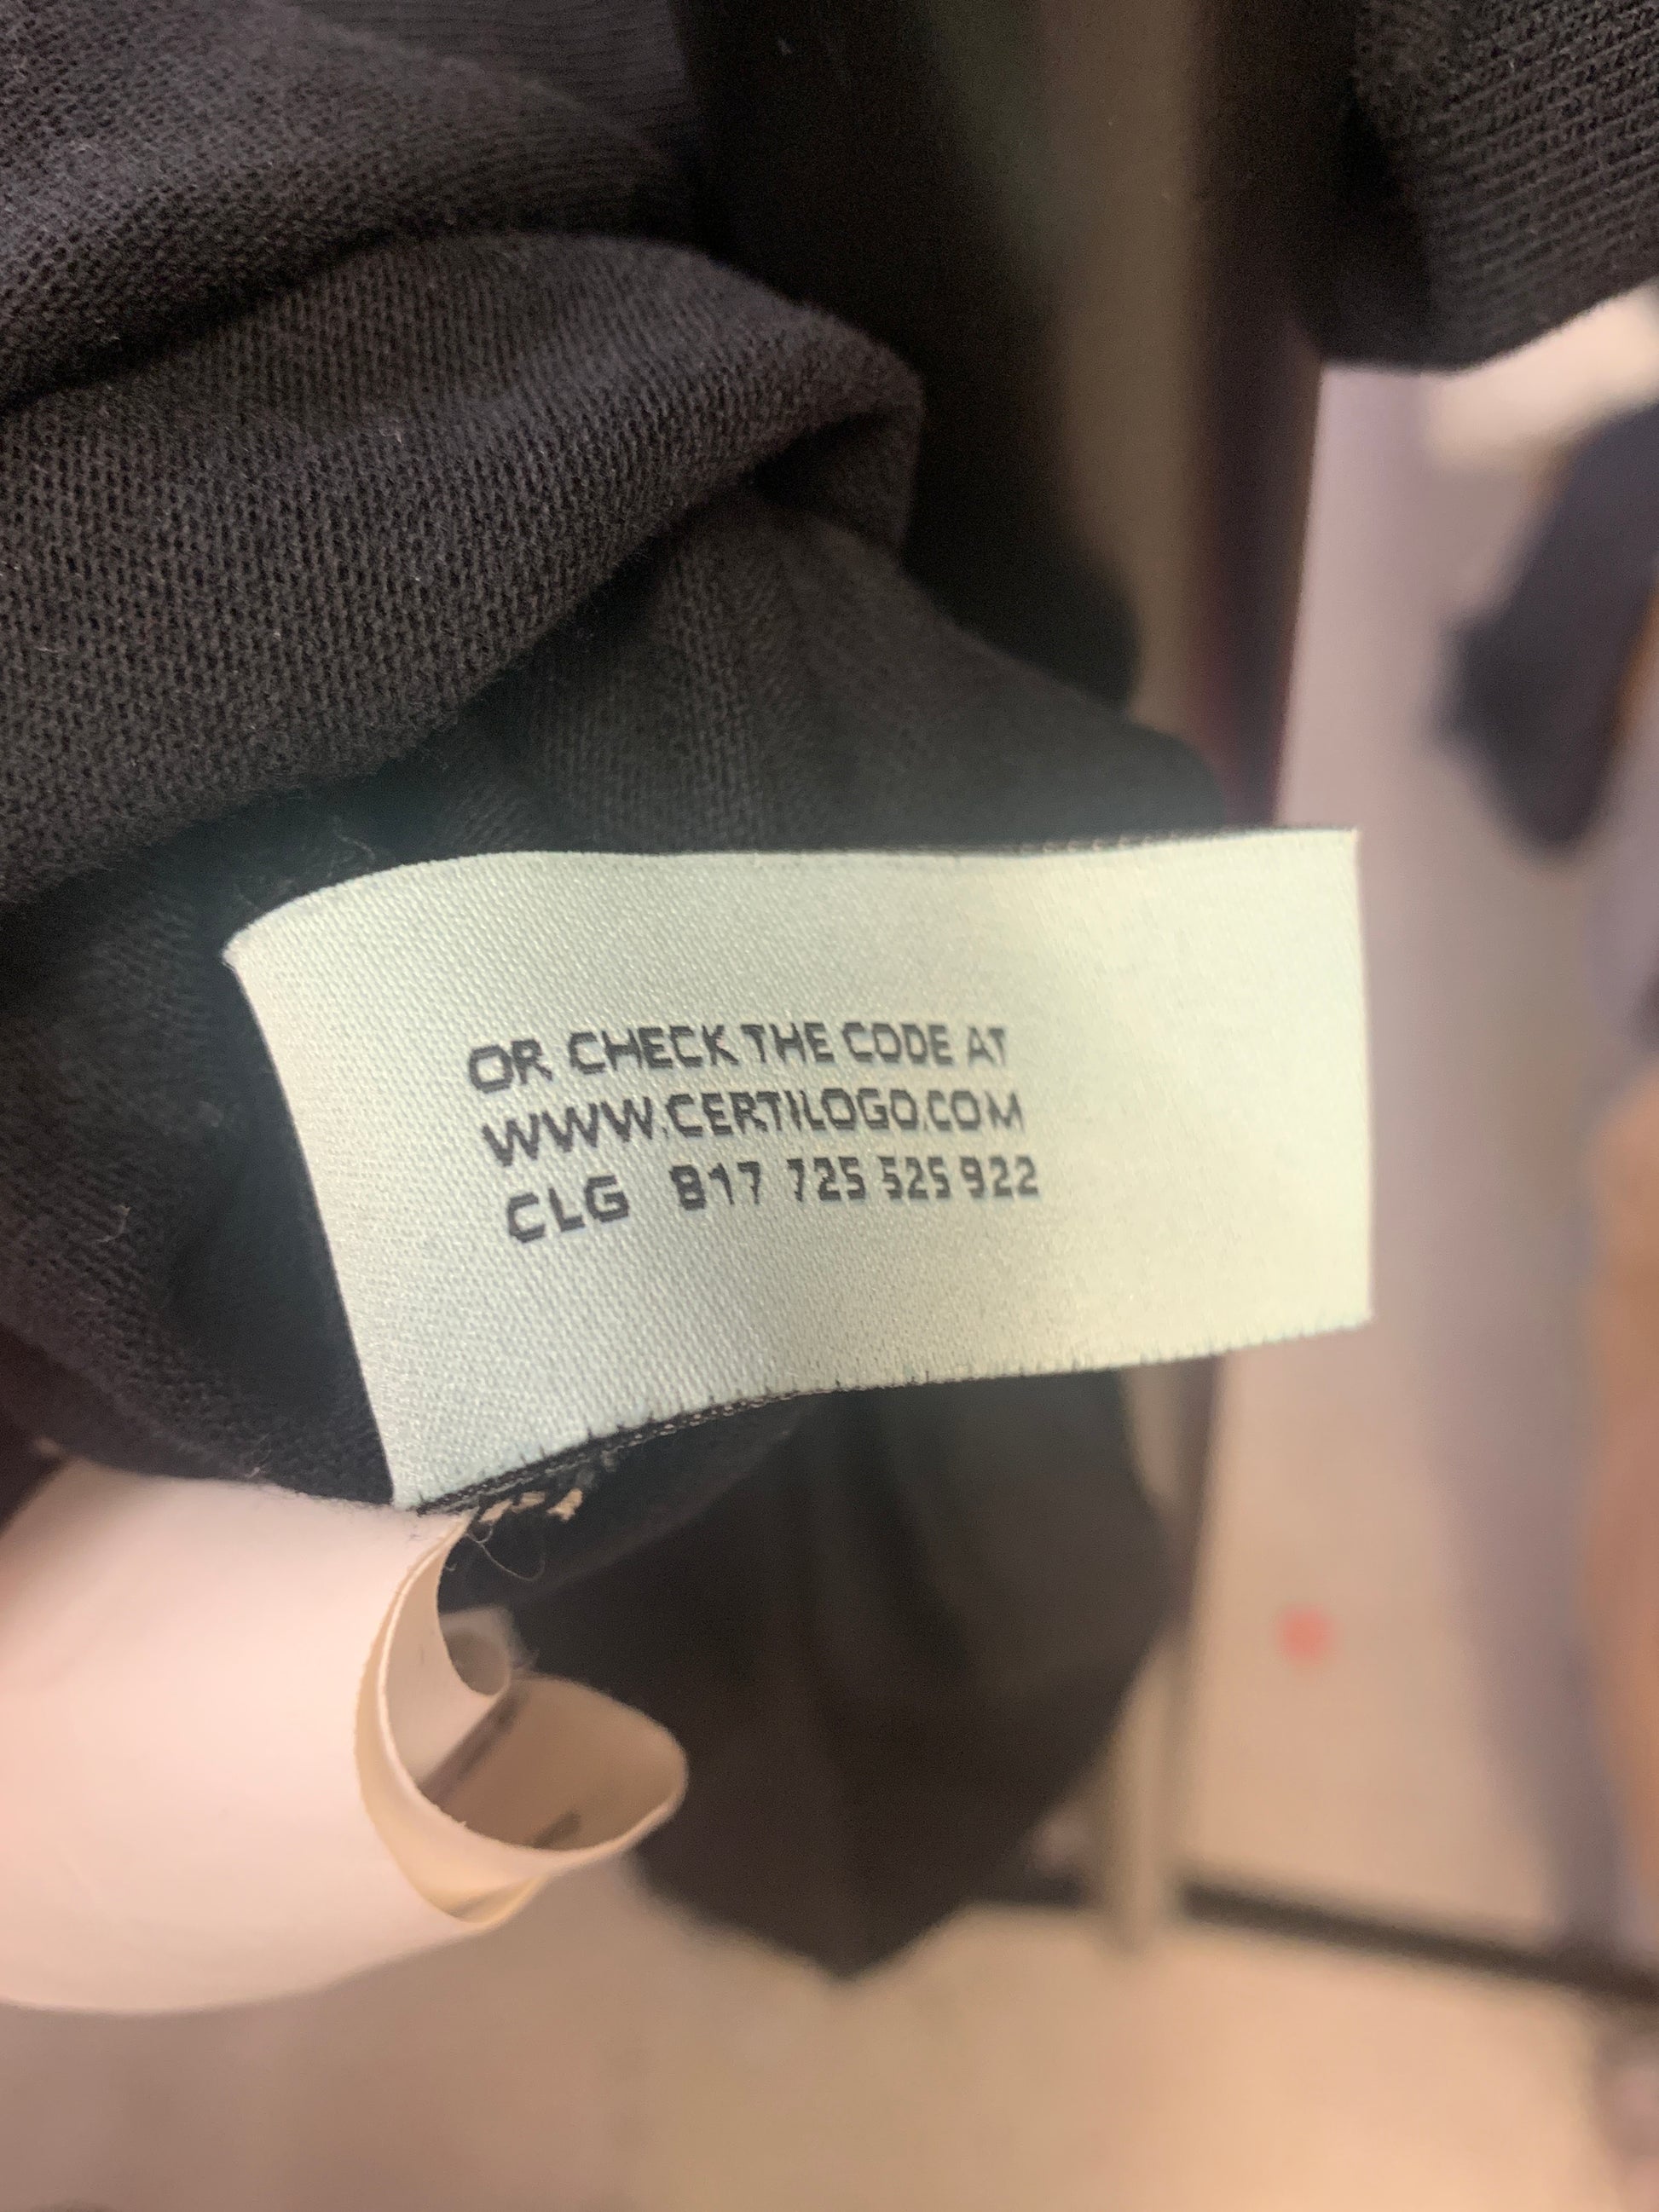 OR CHECK THE CODE AT
WWW.CERTILOGO.COM
CLG 817 725 525 922